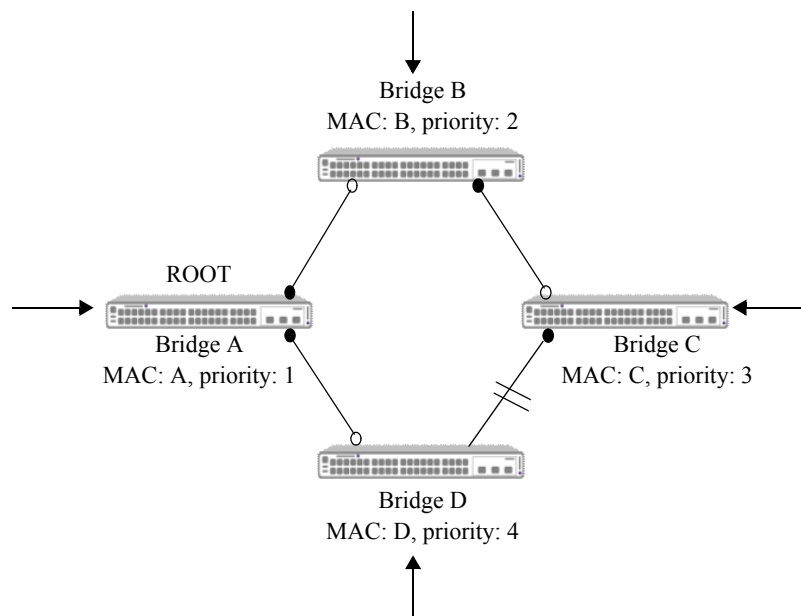 Bridge B
MAC: B, priority: 2
ROOT
Bridge A
MAC: A, priority: 1
Bridge C
MAC: C, priority: 3
Bridge D
MAC: D, priority: 4